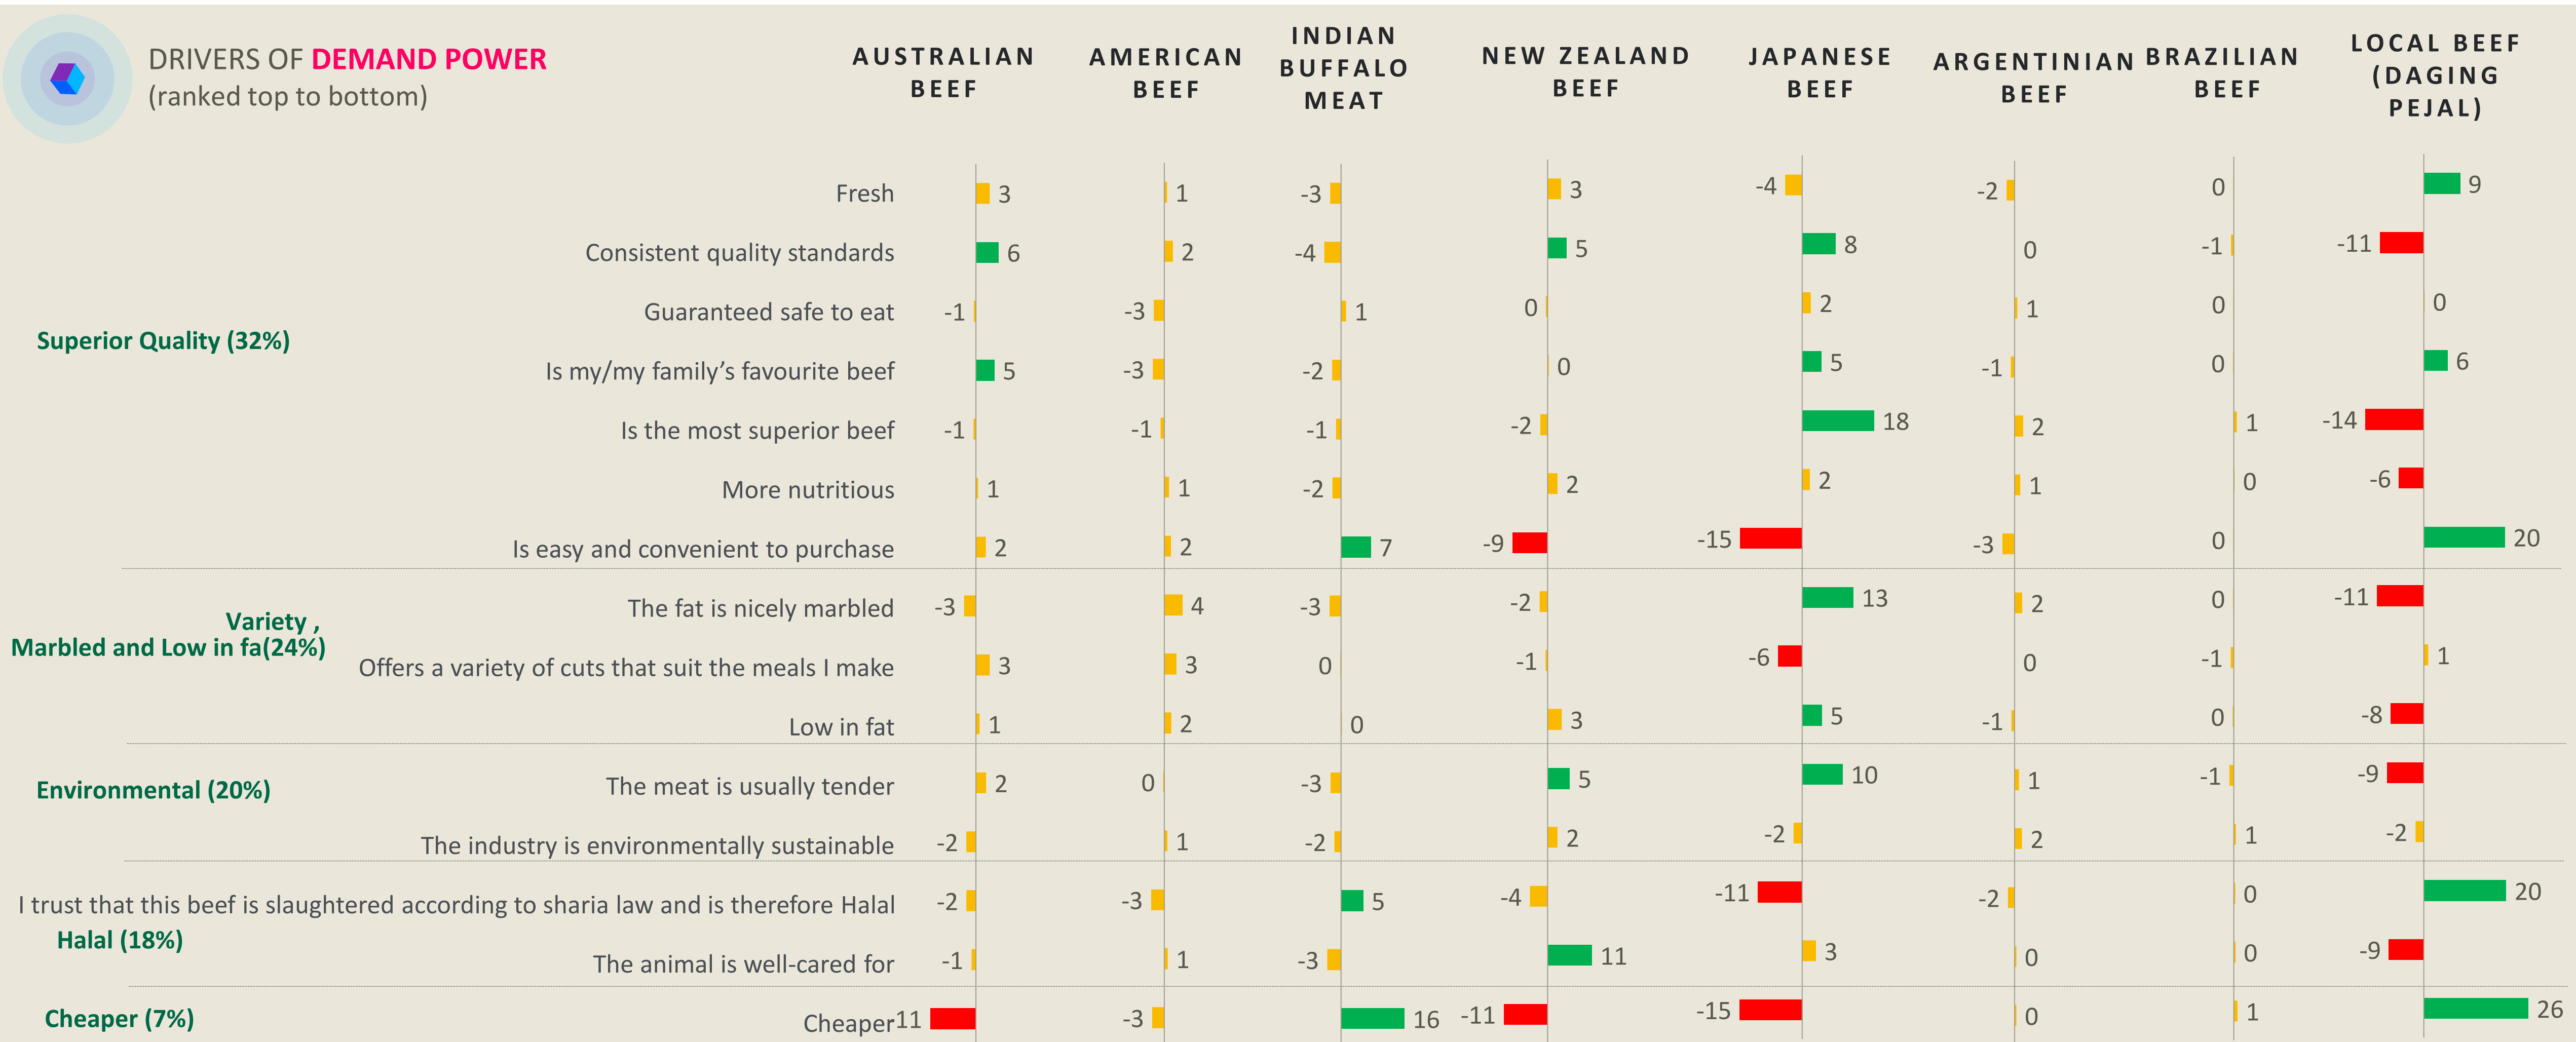 DRIVERS OF DEMAND POWER
(ranked top to bottom)
AUSTRALIAN
BEEF
AMERICAN
BEEF
INDIAN
BUFFALO
MEAT
NEW ZEALAND
BEEF
JAPANESE
BEEF
ARGENTINIAN
BEEF
BRAZILIAN
BEEF
LOCAL BEEF
(DAGING
PEJAL)
Superior Quality (32%)
Fresh 3 1 -3 3 -4 -2 0 9
Consistent quality standards 6 2 -4 5 8 0 -1 -11
Guaranteed safe to eat -1 -3 1 0 2 1 0 0
Is my/my family’s favourite beef 5 -3 -2 0 5 -1 0 6
Is the most superior beef -1 -1 -1 -2 18 2 1 -14
More nutritious 1 1 -2 2 2 1 0 -6
Is easy and convenient to purchase 2 2 7 -9 -15 -3 0 20
Variety ,
Marbled and Low in fa(24%)
The fat is nicely marbled -3 4 -3 -2 13 2 0 -11
Offers a variety of cuts that suit the meals I make 3 3 0 -1 -6 0 -1 1
Low in fat 1 2 0 3 5 -1 0 -8
Environmental (20%)
The meat is usually tender 2 0 -3 5 10 1 -1 -9
The industry is environmentally sustainable -2 1 -2 2 -2 2 1 -2
I trust that this beef is slaughtered according to sharia law and is therefore Halal -2 -3 5 -4 -11 -2 0 20
Halal (18%)
The animal is well-cared for -1 1 -3 11 3 0 0 -9
Cheaper (7%)
Cheaper -11 -3 16 -11 -15 0 1 26